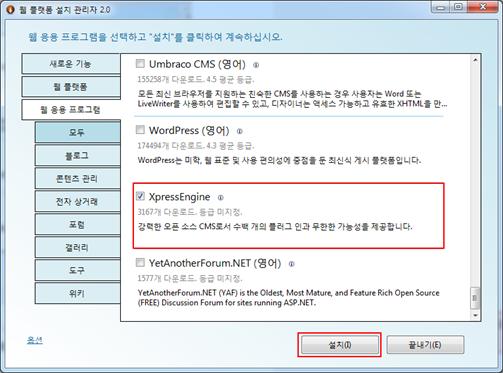 웹 플랫폼 설치 관리자 2.0
웹 응용 프로그램을 선택하고 "설치"를 클릭하여 계속하십시오.
새로운 기능
웹 플랫폼
웹 응용 프로그램
모두
블로그
콘텐츠 관리
전자 상거래
포럼
갤러리
도구
위키
Umbraco CMS (영어)
155258개 다운로드. 4.5 평균 등급.
모든 최신 브라우저를 지원하는 친숙한 CMS를 사용하는 경우 사용자는 Word 또는
LiveWriter를 사용하여 편집할 수 있고, 디자이너는 액세스 가능하고 유효한 XHTML을 만...
WordPress (영어)
174494개 다운로드. 4.3 평균 등급.
WordPress는 미학, 웹 표준 및 사용 편의성에 중점을 둔 최신식 게시 플랫폼입니다.
XpressEngine
3167개 다운로드. 등급 미지정.
강력한 오픈 소스 CMS로서 수백 개의 플러그 인과 무한한 가능성을 제공합니다.
YetAnotherForum.NET (영어)
1577개 다운로드. 등급 미지정.
YetAnotherForum.NET (YAF) is the Oldest, Most Mature, and Feature Rich Open Source
(FREE) Discussion Forum for sites running ASP.NET.
옵션
설치(I)
끝내기(E)